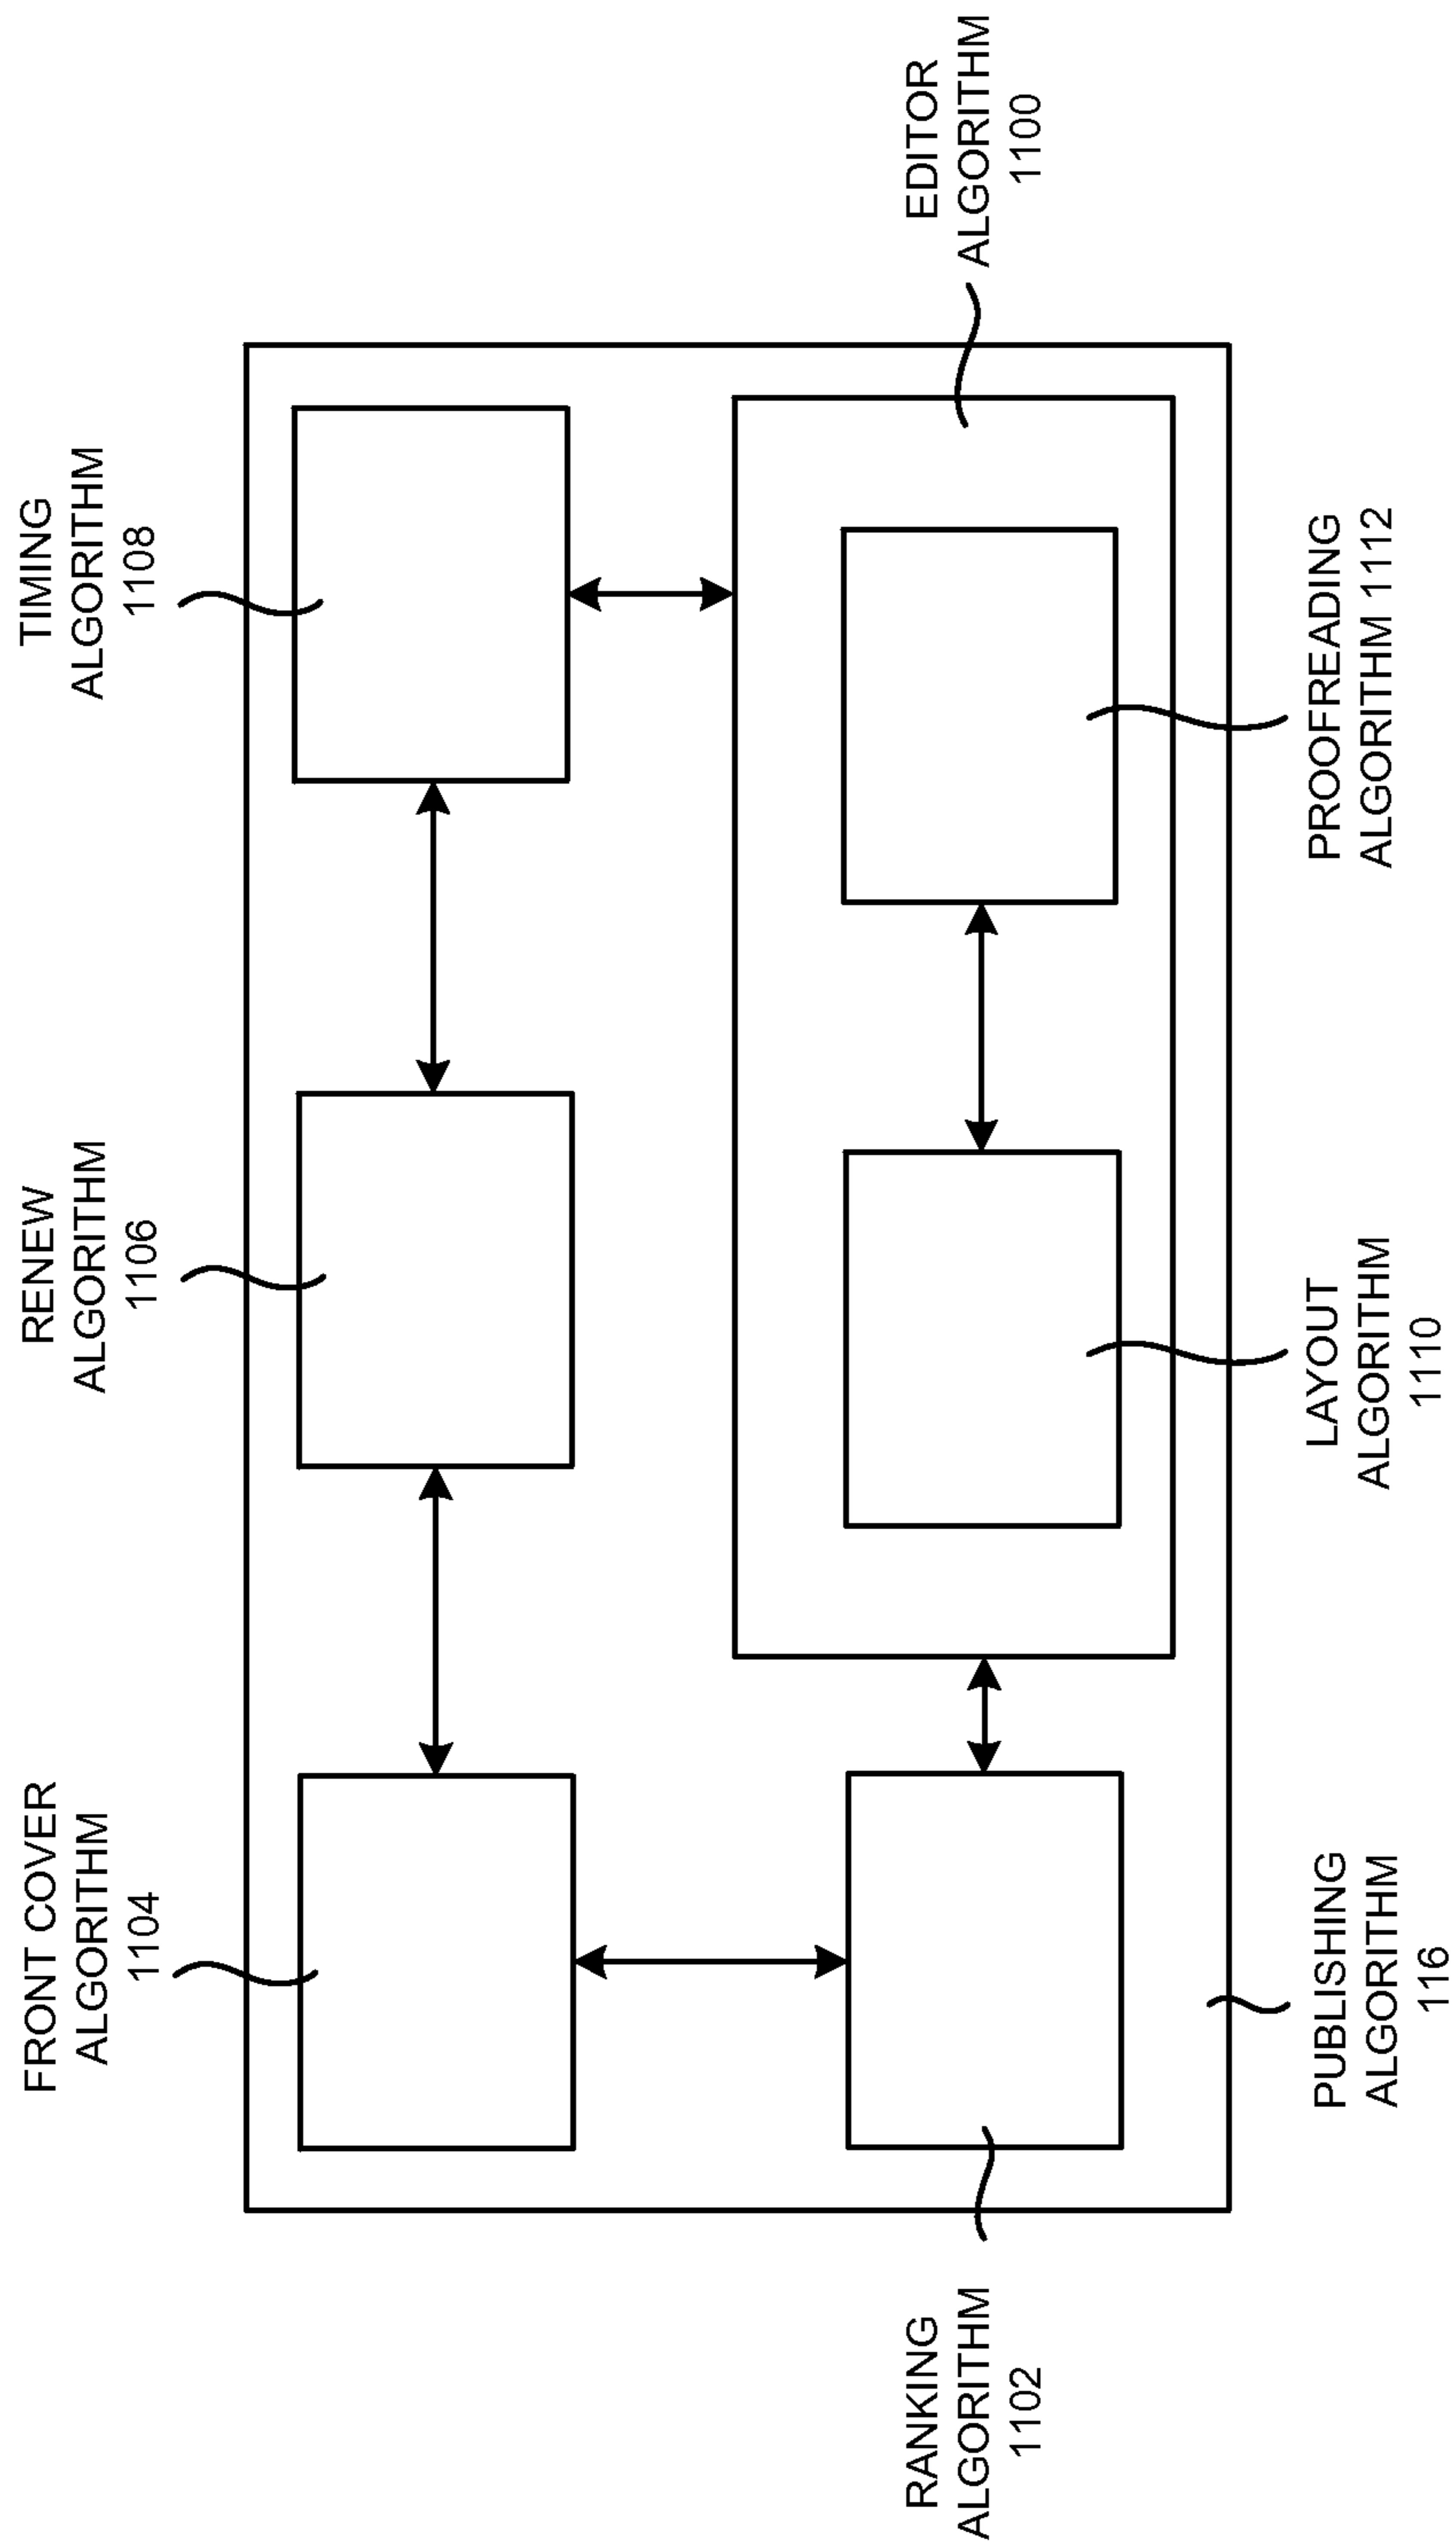 FRONT COVER
ALGORITHM
1104
RENEW
ALGORITHM
1106
TIMING
ALGORITHM
1108
RANKING
ALGORITHM
1102
EDITOR
ALGORITHM
1100
PUBLISHING
ALGORITHM
116
LAYOUT
ALGORITHM
1110
PROOFREADING
ALGORITHM 1112